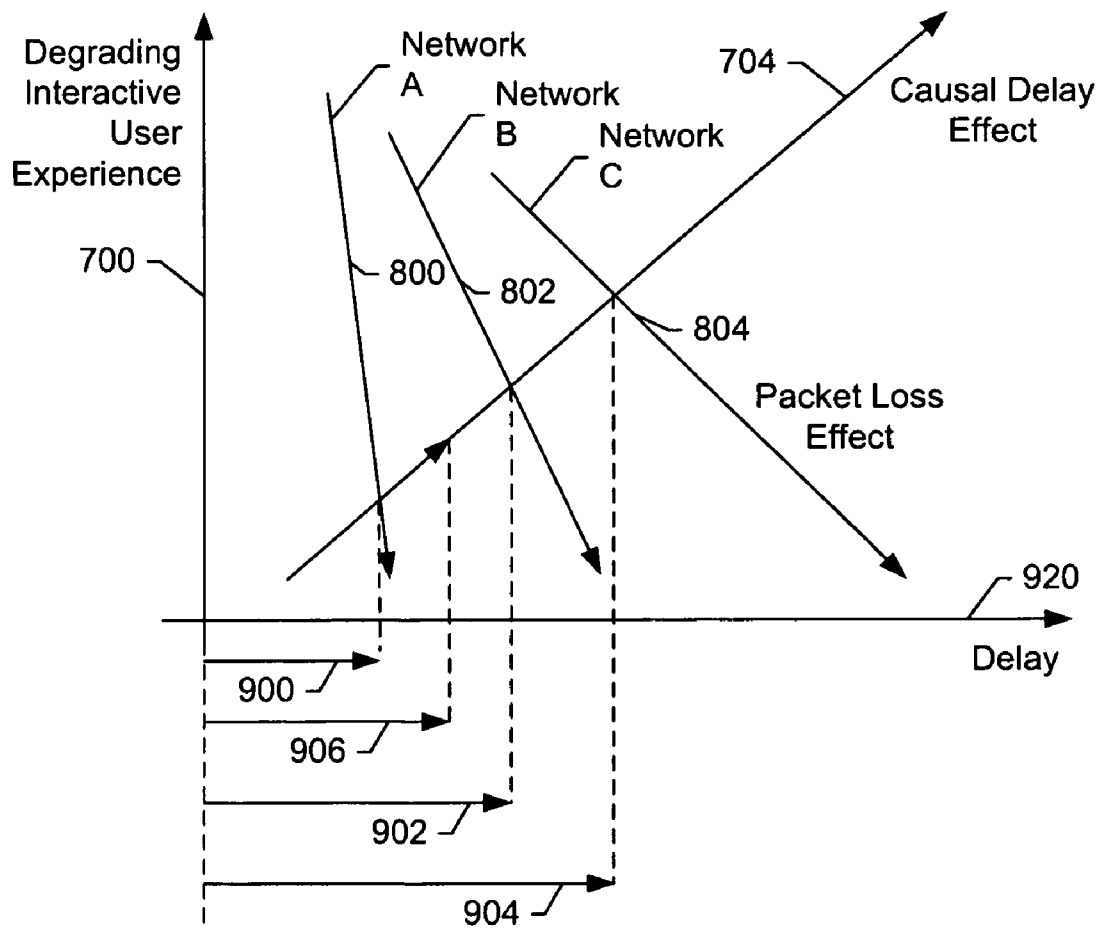 Degrading
Interactive
User
Experience
Network
A
Network
B
Network
C
704
Causal Delay
Effect
700
800
802
804
Packet Loss
Effect
920
Delay
900
906
902
904